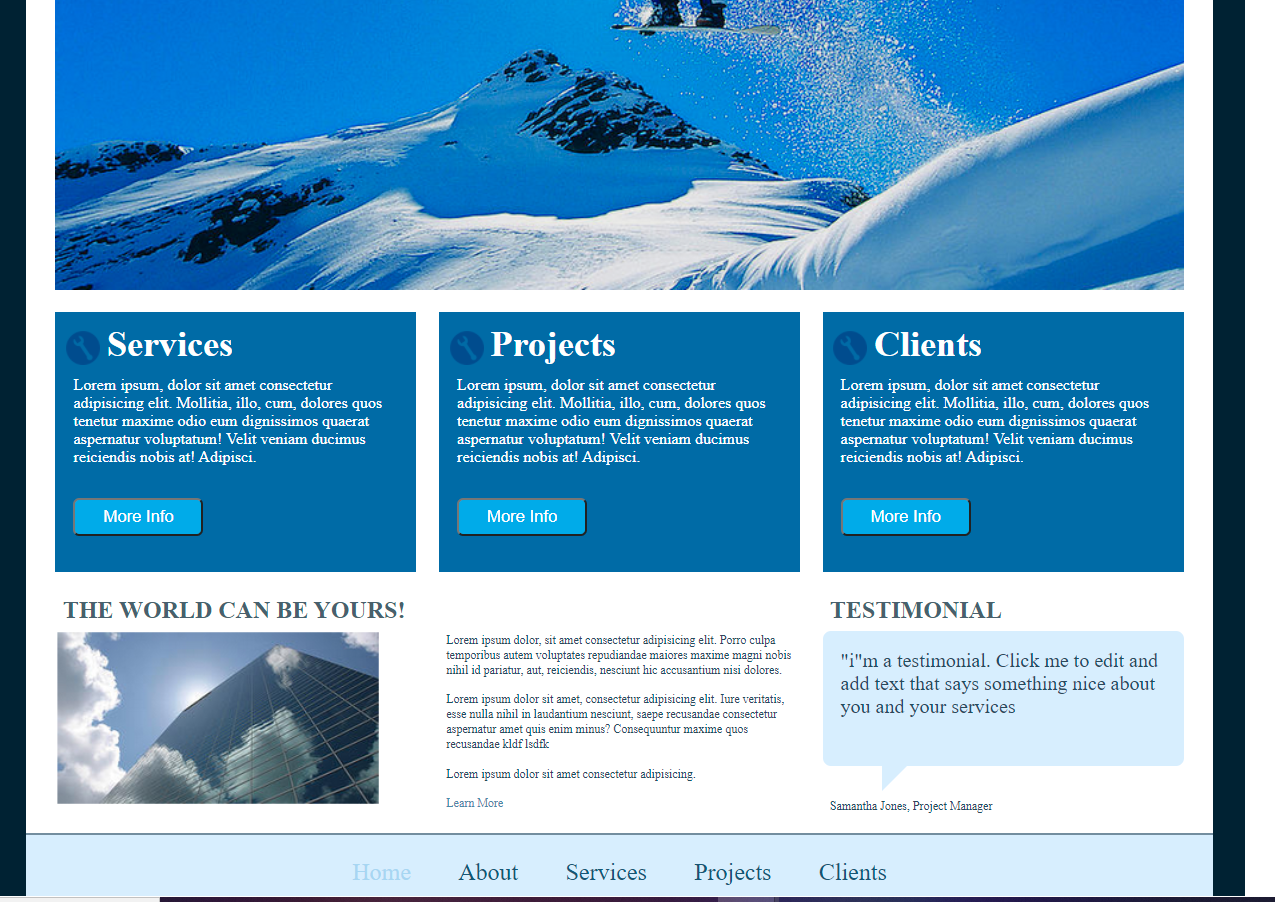 Services
Lorem ipsum, dolor sit amet consectetur
adipisicing elit. Mollitia, illo, cum, dolores quos
tenetur maxime odio eum dignissimos quaerat
aspernatur voluptatum! Velit veniam ducimus
reiciendis nobis at! Adipisci.
More Info
Projects
Lorem ipsum, dolor sit amet consectetur
adipisicing elit. Mollitia, illo, cum, dolores quos
tenetur maxime odio eum dignissimos quaerat
aspernatur voluptatum! Velit veniam ducimus
reiciendis nobis at! Adipisci.
More Info
Clients
Lorem ipsum, dolor sit amet consectetur
adipisicing elit. Mollitia, illo, cum, dolores quos
tenetur maxime odio eum dignissimos quaerat
aspernatur voluptatum! Velit veniam ducimus
reiciendis nobis at! Adipisci.
More Info
THE WORLD CAN BE YOURS!
Lorem ipsum dolor, sit amet consectetur adipisicing elit. Porro culpa
temporibus autem voluptates repudiandae maiores maxime magni nobis
nihil id pariatur, aut, reiciendis, nesciunt hic accusantium nisi dolores.
Lorem ipsum dolor sit amet, consectetur adipisicing elit. Iure veritatis,
esse nulla nihil in laudantium nesciunt, saepe recusandae consectetur
aspernatur amet quis enim minus? Consequuntur maxime quos
recusandae kldf lsdfk
Lorem ipsum dolor sit amet consectetur adipisicing.
Learn More
TESTIMONIAL
"i"m a testimonial. Click me to edit and
add text that says something nice about
you and your services
Samantha Jones, Project Manager
Home About Services Projects Clients